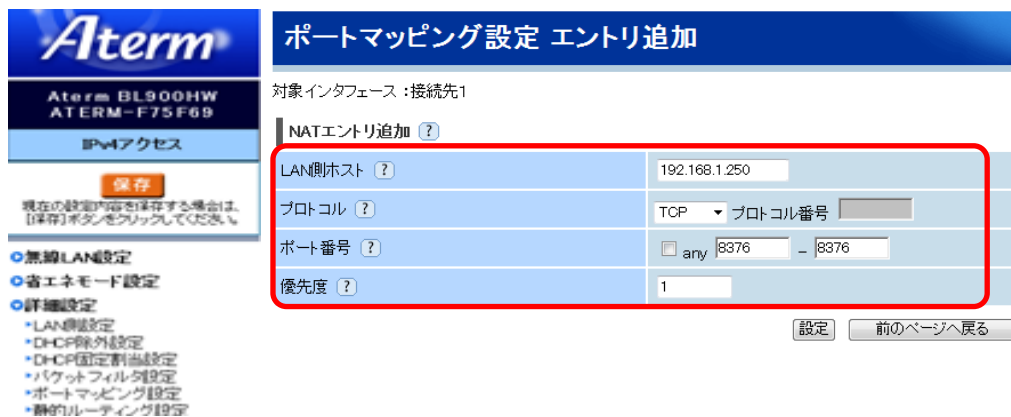 Aterm
Aterm BL900HW
ATERM-F75F69
IPv4アクセス
保存
現在の設定内容を保存する場合は、
[保存]ボタンをクリックしてください。
無線LAN設定
省エネモード設定
詳細設定
LAN側設定
DHCP除外設定
DHCP固定割当設定
パケットフィルタ設定
ポートマッピング設定
静的ルーティング設定
ポートマッピング設定 エントリ追加
対象インタフェース :接続先1
NATエントリ追加 ?
LAN側ホスト ? 192.168.1.250
プロトコル ? TCP プロトコル番号
ポート番号 ? any 8376 - 8376
優先度 ? 1
設定 前のページへ戻る